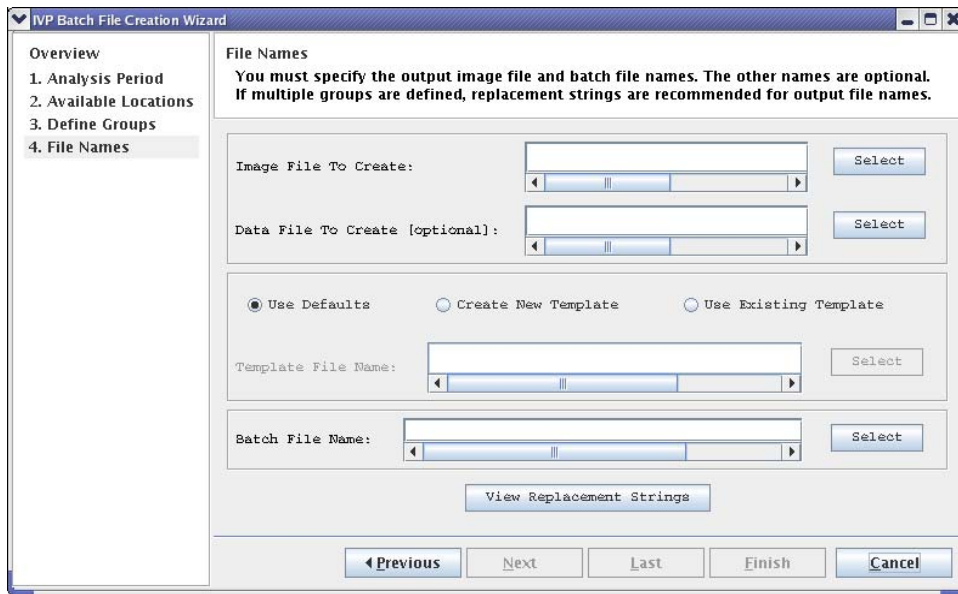 IVP Batch File Creation Wizard
Overview
1. Analysis Period
2. Available Locations
3. Define Groups
4. File Names
File Names
You must specify the output image file and batch file names. The other names are optional.
If multiple groups are defined, replacement strings are recommended for output file names.
Image File To Create:
Select
Data File To Create [optional]:
Select
Use Defaults
Create New Template
Use Existing Template
Template File Name:
Select
Batch File Name:
Select
View Replacement Strings
Previous
Next
Last
Finish
Cancel